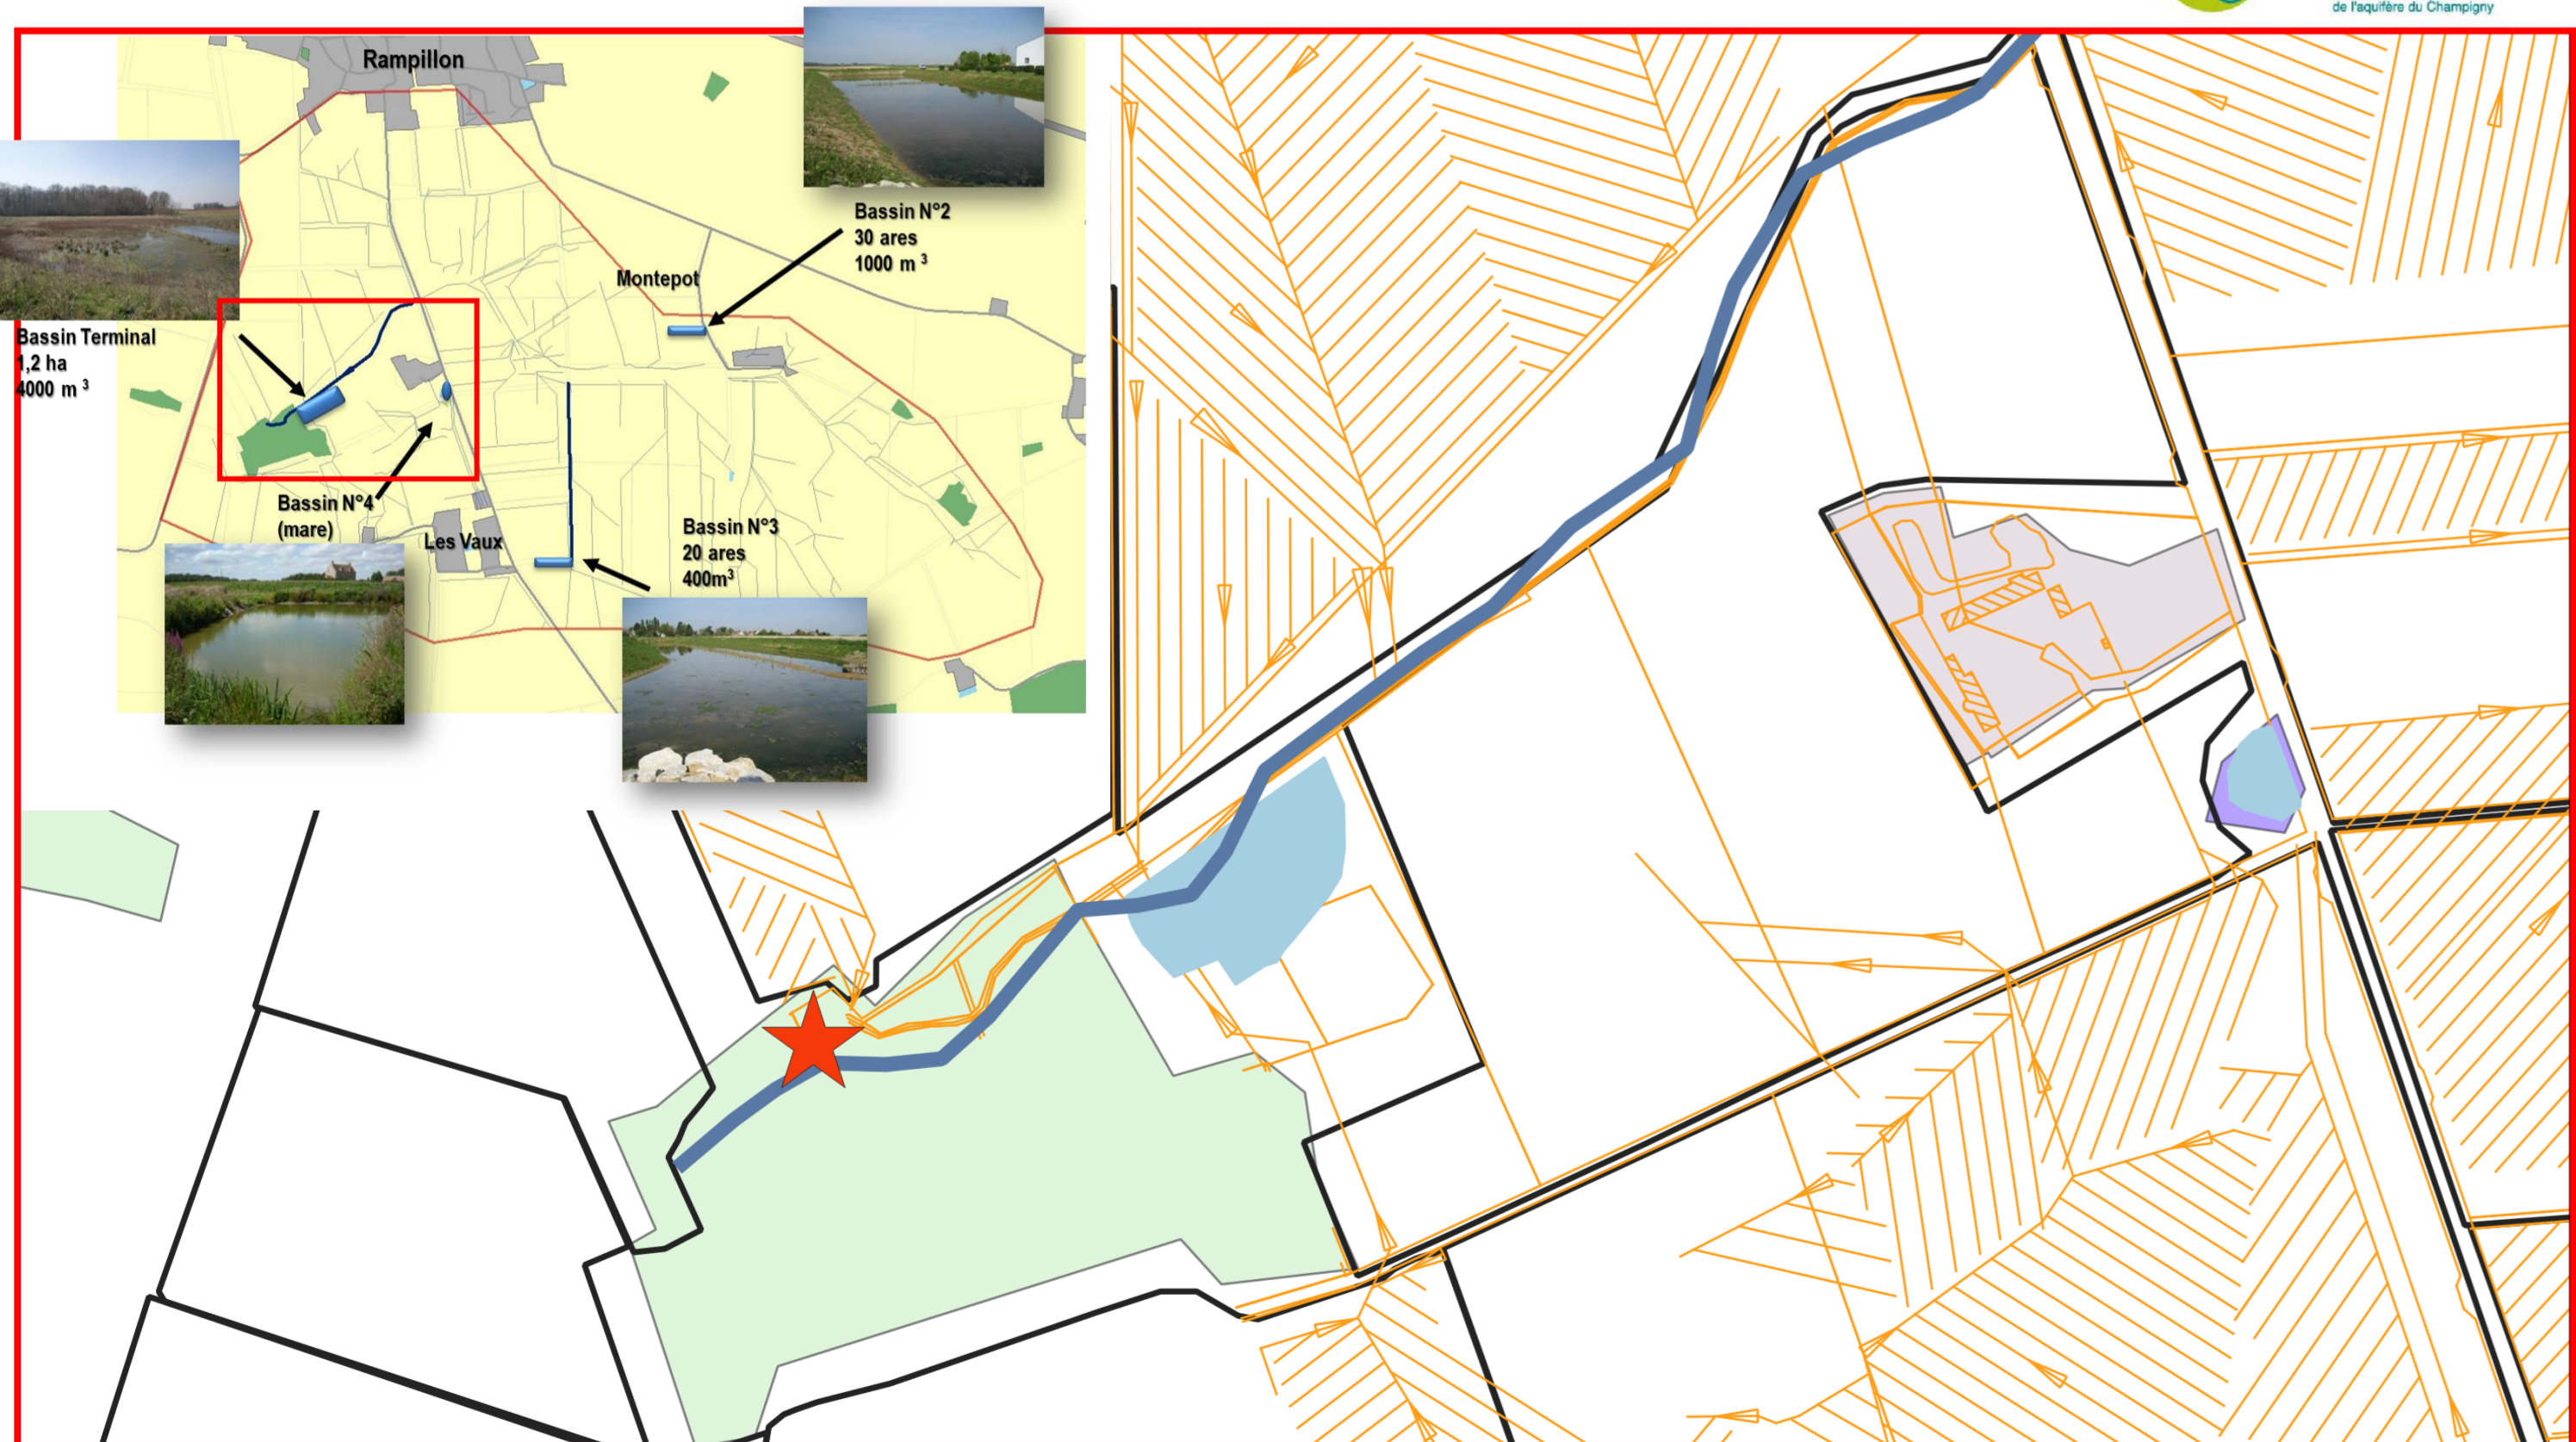 de l'aquifère du Champigny
Rampillon
Bassin N°2
30 ares
1000 m 3
Montepot
Bassin Terminal
1,2 ha
4000 m 3
Bassin N°4
(mare)
Les Vaux
Bassin N°3
20 ares
400m3